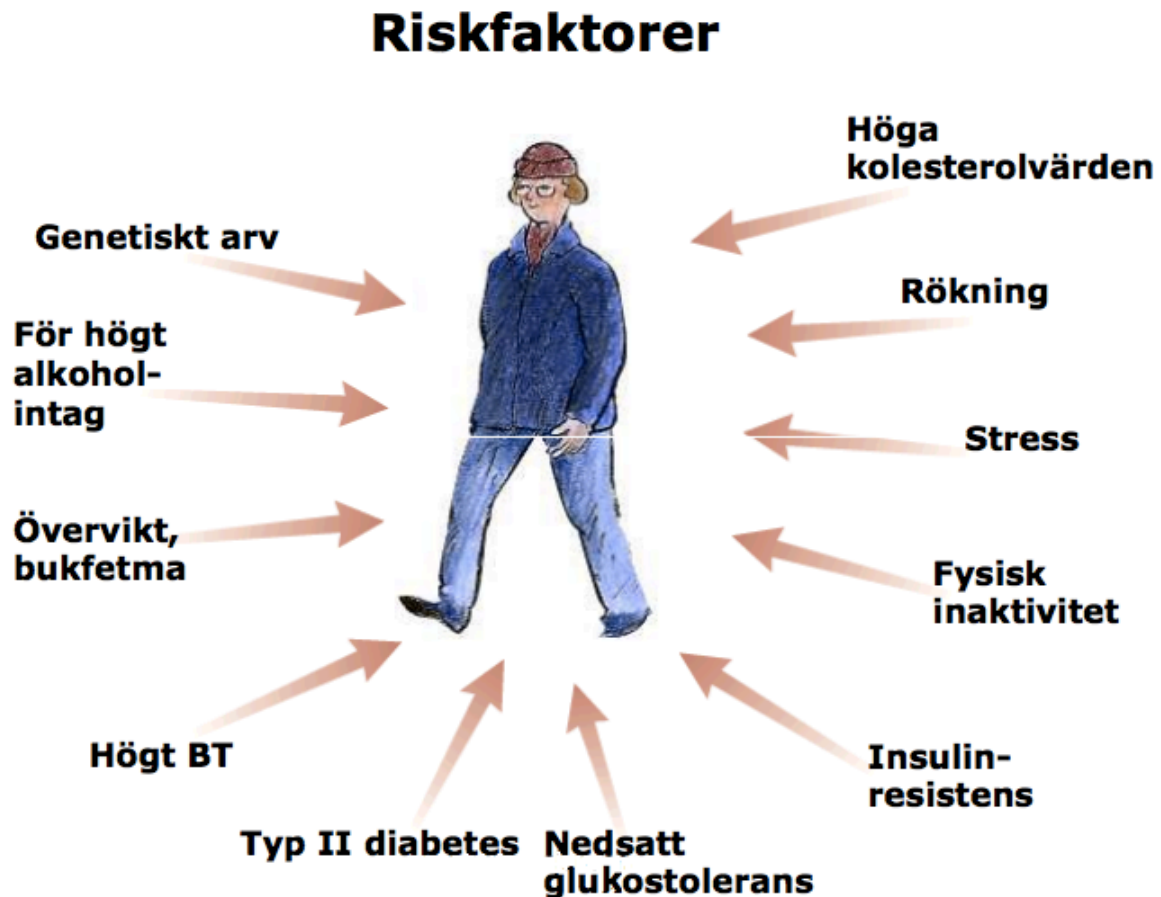 Riskfaktorer
Höga
kolesterolvärden
Genetiskt arv
Rökning
För högt
alkohol-
intag
Stress
Övervikt,
bukfetma
Fysisk
inaktivitet
Högt BT
Insulin-
resistens
Typ II diabetes
Nedsatt
glukostolerans